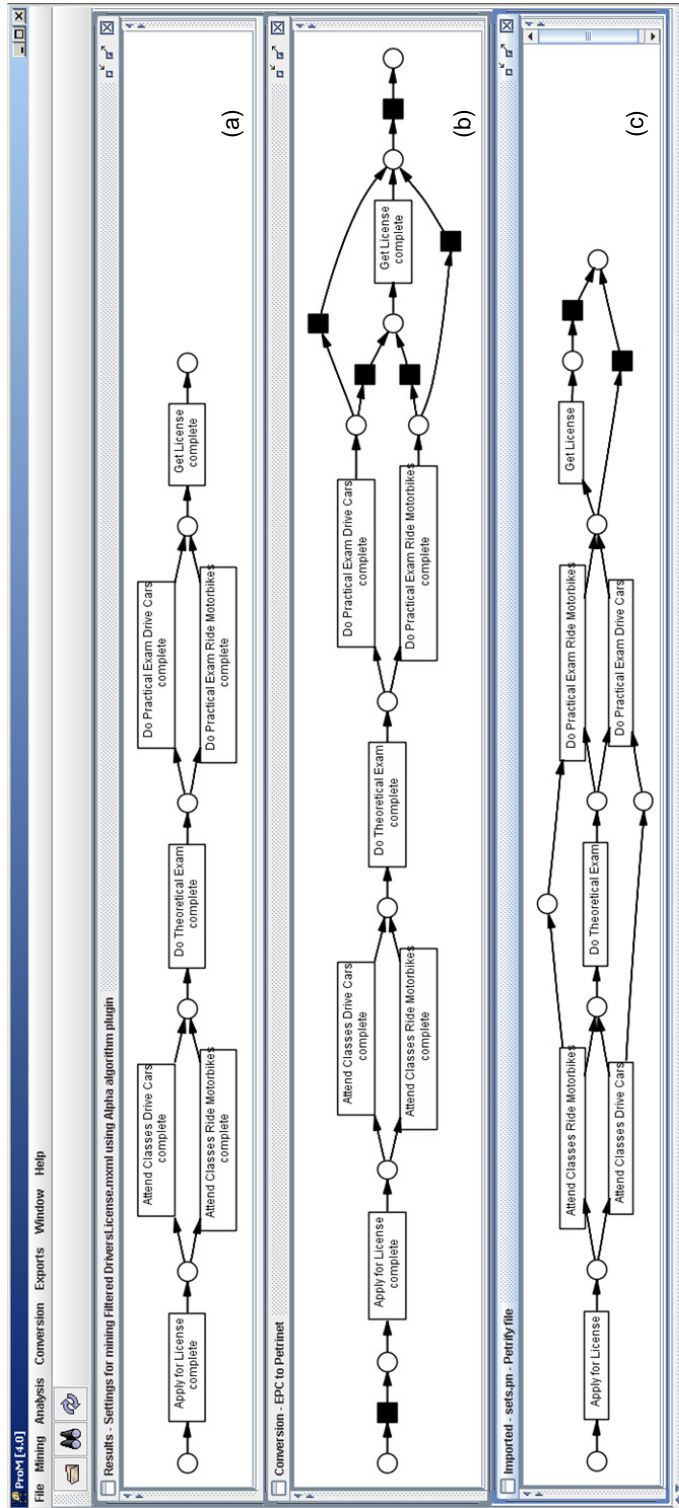 ProM [4.0]
File Mining Analysis Conversion Exports Window Help
Results - Settings for mining Filtered DriversLicense.mxml using Alpha algorithm plugin
Apply for License
complete
Attend Classes Drive Cars
complete
Attend Classes Ride Motorbikes
complete
Do Theoretical Exam
complete
Do Practical Exam Drive Cars
complete
Do Practical Exam Ride Motorbikes
complete
Get License
complete
(a)
Conversion - EPC to Petrinet
Apply for License
complete
Attend Classes Drive Cars
complete
Attend Classes Ride Motorbikes
complete
Do Theoretical Exam
complete
Do Practical Exam Drive Cars
complete
Do Practical Exam Ride Motorbikes
complete
Get License
complete
(b)
Imported - sets.pn - Petrify file
Apply for License
Attend Classes Ride Motorbikes
Attend Classes Drive Cars
Do Theoretical Exam
Do Practical Exam Ride Motorbikes
Do Practical Exam Drive Cars
Get License
(c)